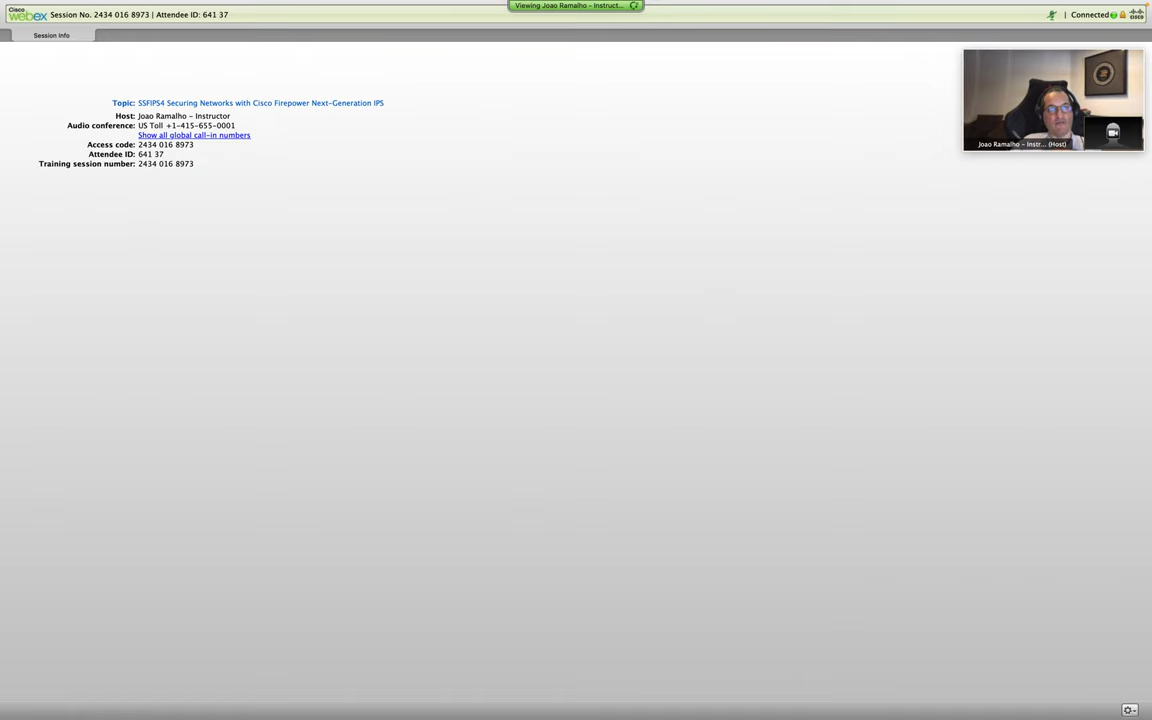 Viewing Joao Ramalho - Instruct...
Cisco
webex Session No. 2434 016 8973 | Attendee ID: 641 37
| Connected
CISCO
Session Info
Topic: SSFIPS4 Securing Networks with Cisco Firepower Next-Generation IPS
Host: Joao Ramalho - Instructor
Audio conference: US Toll +1-415-655-0001
Show all global call-in numbers
Access code: 2434 016 8973
Attendee ID: 641 37
Training session number: 2434 016 8973
Joao Ramalho - Instr... (Host)